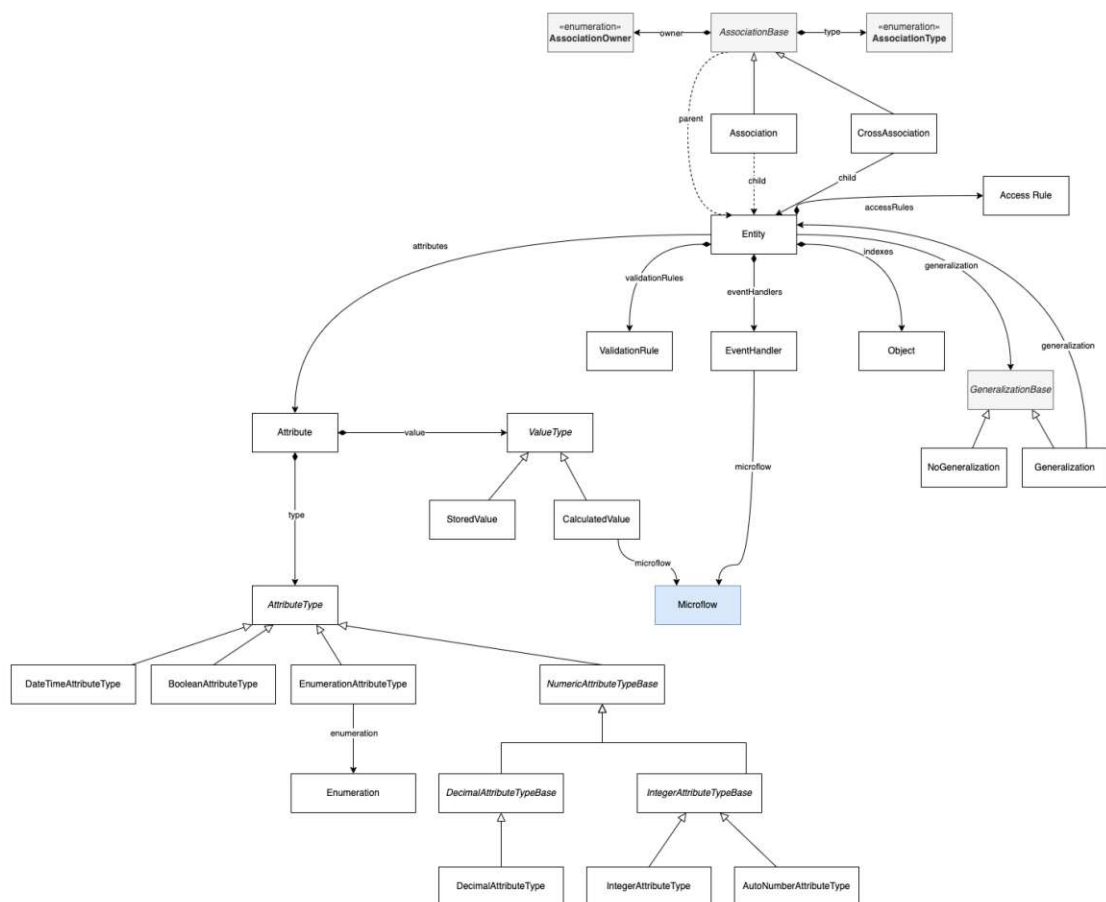 «enumeration»
AssociationOwner
owner
AssociationBase
type
«enumeration»
AssociationType
parent
Association
CrossAssociation
child
child
Access Rule
accessRules
Entity
attributes
validationRules
indexes
generalization
eventHandlers
ValidationRule
EventHandler
Object
generalization
GeneralizationBase
Attribute
value
ValueType
NoGeneralization
Generalization
microflow
StoredValue
CalculatedValue
type
microflow
AttributeType
Microflow
DateTimeAttributeType
BooleanAttributeType
EnumerationAttributeType
NumericAttributeTypeBase
enumeration
Enumeration
DecimalAttributeTypeBase
IntegerAttributeTypeBase
DecimalAttributeType
IntegerAttributeType
AutoNumberAttributeType